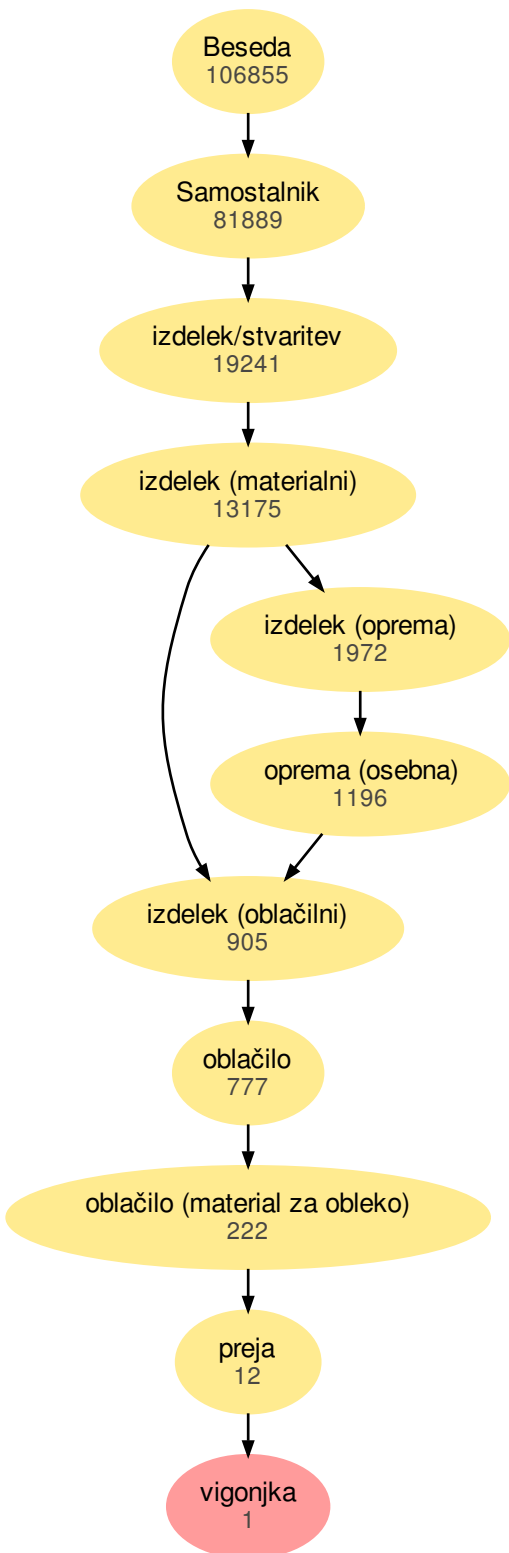 Beseda
106855
Samostalnik
81889
izdelek/stvaritev
19241
izdelek (materialni)
13175
izdelek (oprema)
1972
oprema (osebna)
1196
izdelek (oblačilni)
905
oblačilo
777
oblačilo (material za obleko)
222
preja
12
vigonjka
1